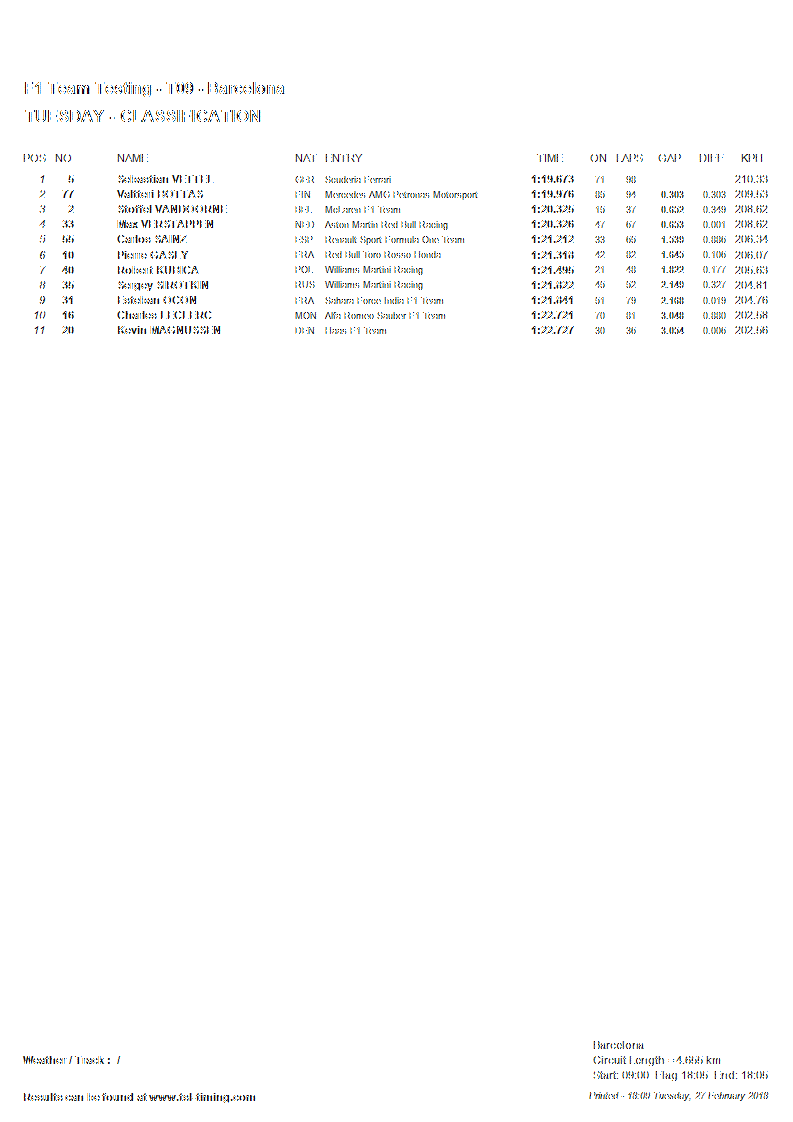 F1 Team Testing - T09 - Barcelona
TUESDAY - CLASSIFICATION
POS NO NAME NAT ENTRY TIME ON LAPS GAP DIFF KPH
1 5 Sebastian VETTEL GER Scuderia Ferrari 1:19.673 71 98 210.33
2 77 Valtteri BOTTAS FIN Mercedes AMG Petronas Motorsport 1:19.976 94 0.303 0.303 209.53
3 2 Stoffel VANDOORNE BEL McLaren F1 Team 1:20.325 15 37 0.652 0.349 208.62
4 33 Max VERSTAPPEN NED Aston Martin Red Bull Racing 1:20.326 47 67 0.653 0.001 208.62
5 55 Carlos SAINZ ESP Renault Sport Formula One Team 1:21.212 33 65 1.539 0.886 206.34
6 10 Pierre GASLY FRA Red Bull Toro Rosso Honda 1:21.318 42 82 1.645 0.106 206.07
7 40 Robert KUBICA POL Williams Martini Racing 1:21.495 21 48 1.822 0.177 205.63
8 35 Sergey SIROTKIN RUS Williams Martini Racing 1:21.822 52 2.149 0.327 204.81
9 31 Esteban OCON FRA Sahara Force India F1 Team 1:21.841 51 79 2.168 0.019 204.76
10 16 Charles LECLERC MON Alfa Romeo Sauber F1 Team 1:22.721 70 81 3.048 0.880 202.58
11 20 Kevin MAGNUSSEN DEN Haas F1 Team 1:22.727 30 36 3.054 0.006 202.56
Barcelona
Weather / Track : /
Circuit Length = 4.655 km
Start: 09:00 Flag 18:05 End: 18:05
Results can be found at www.tsl-timing.com
Printed - 18:09 Tuesday, 27 February 2018